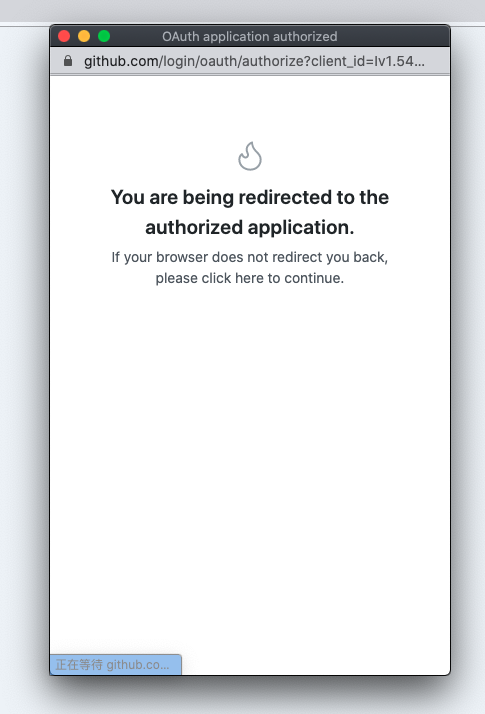 OAuth application authorized
github.com/login/oauth/authorize?client_id=Iv1.54...
You are being redirected to the
authorized application.
If your browser does not redirect you back,
please click here to continue.
正在等待 github.co...